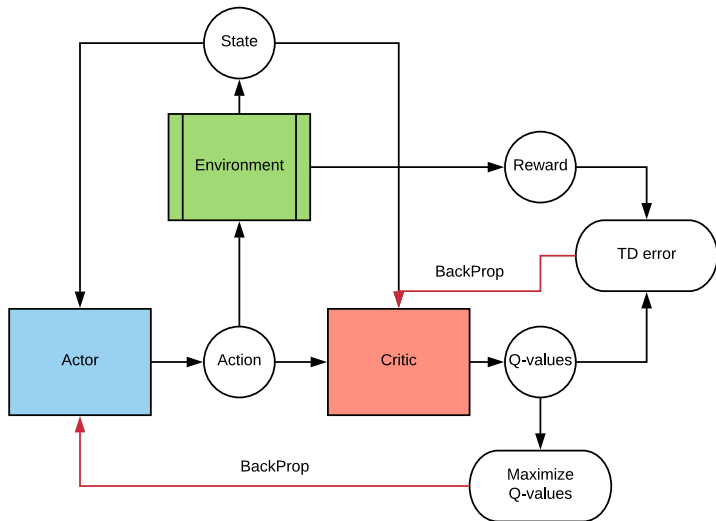 State
Environment
Reward
TD error
BackProp
Actor
Action
Critic
Q-values
BackProp
Maximize
Q-values